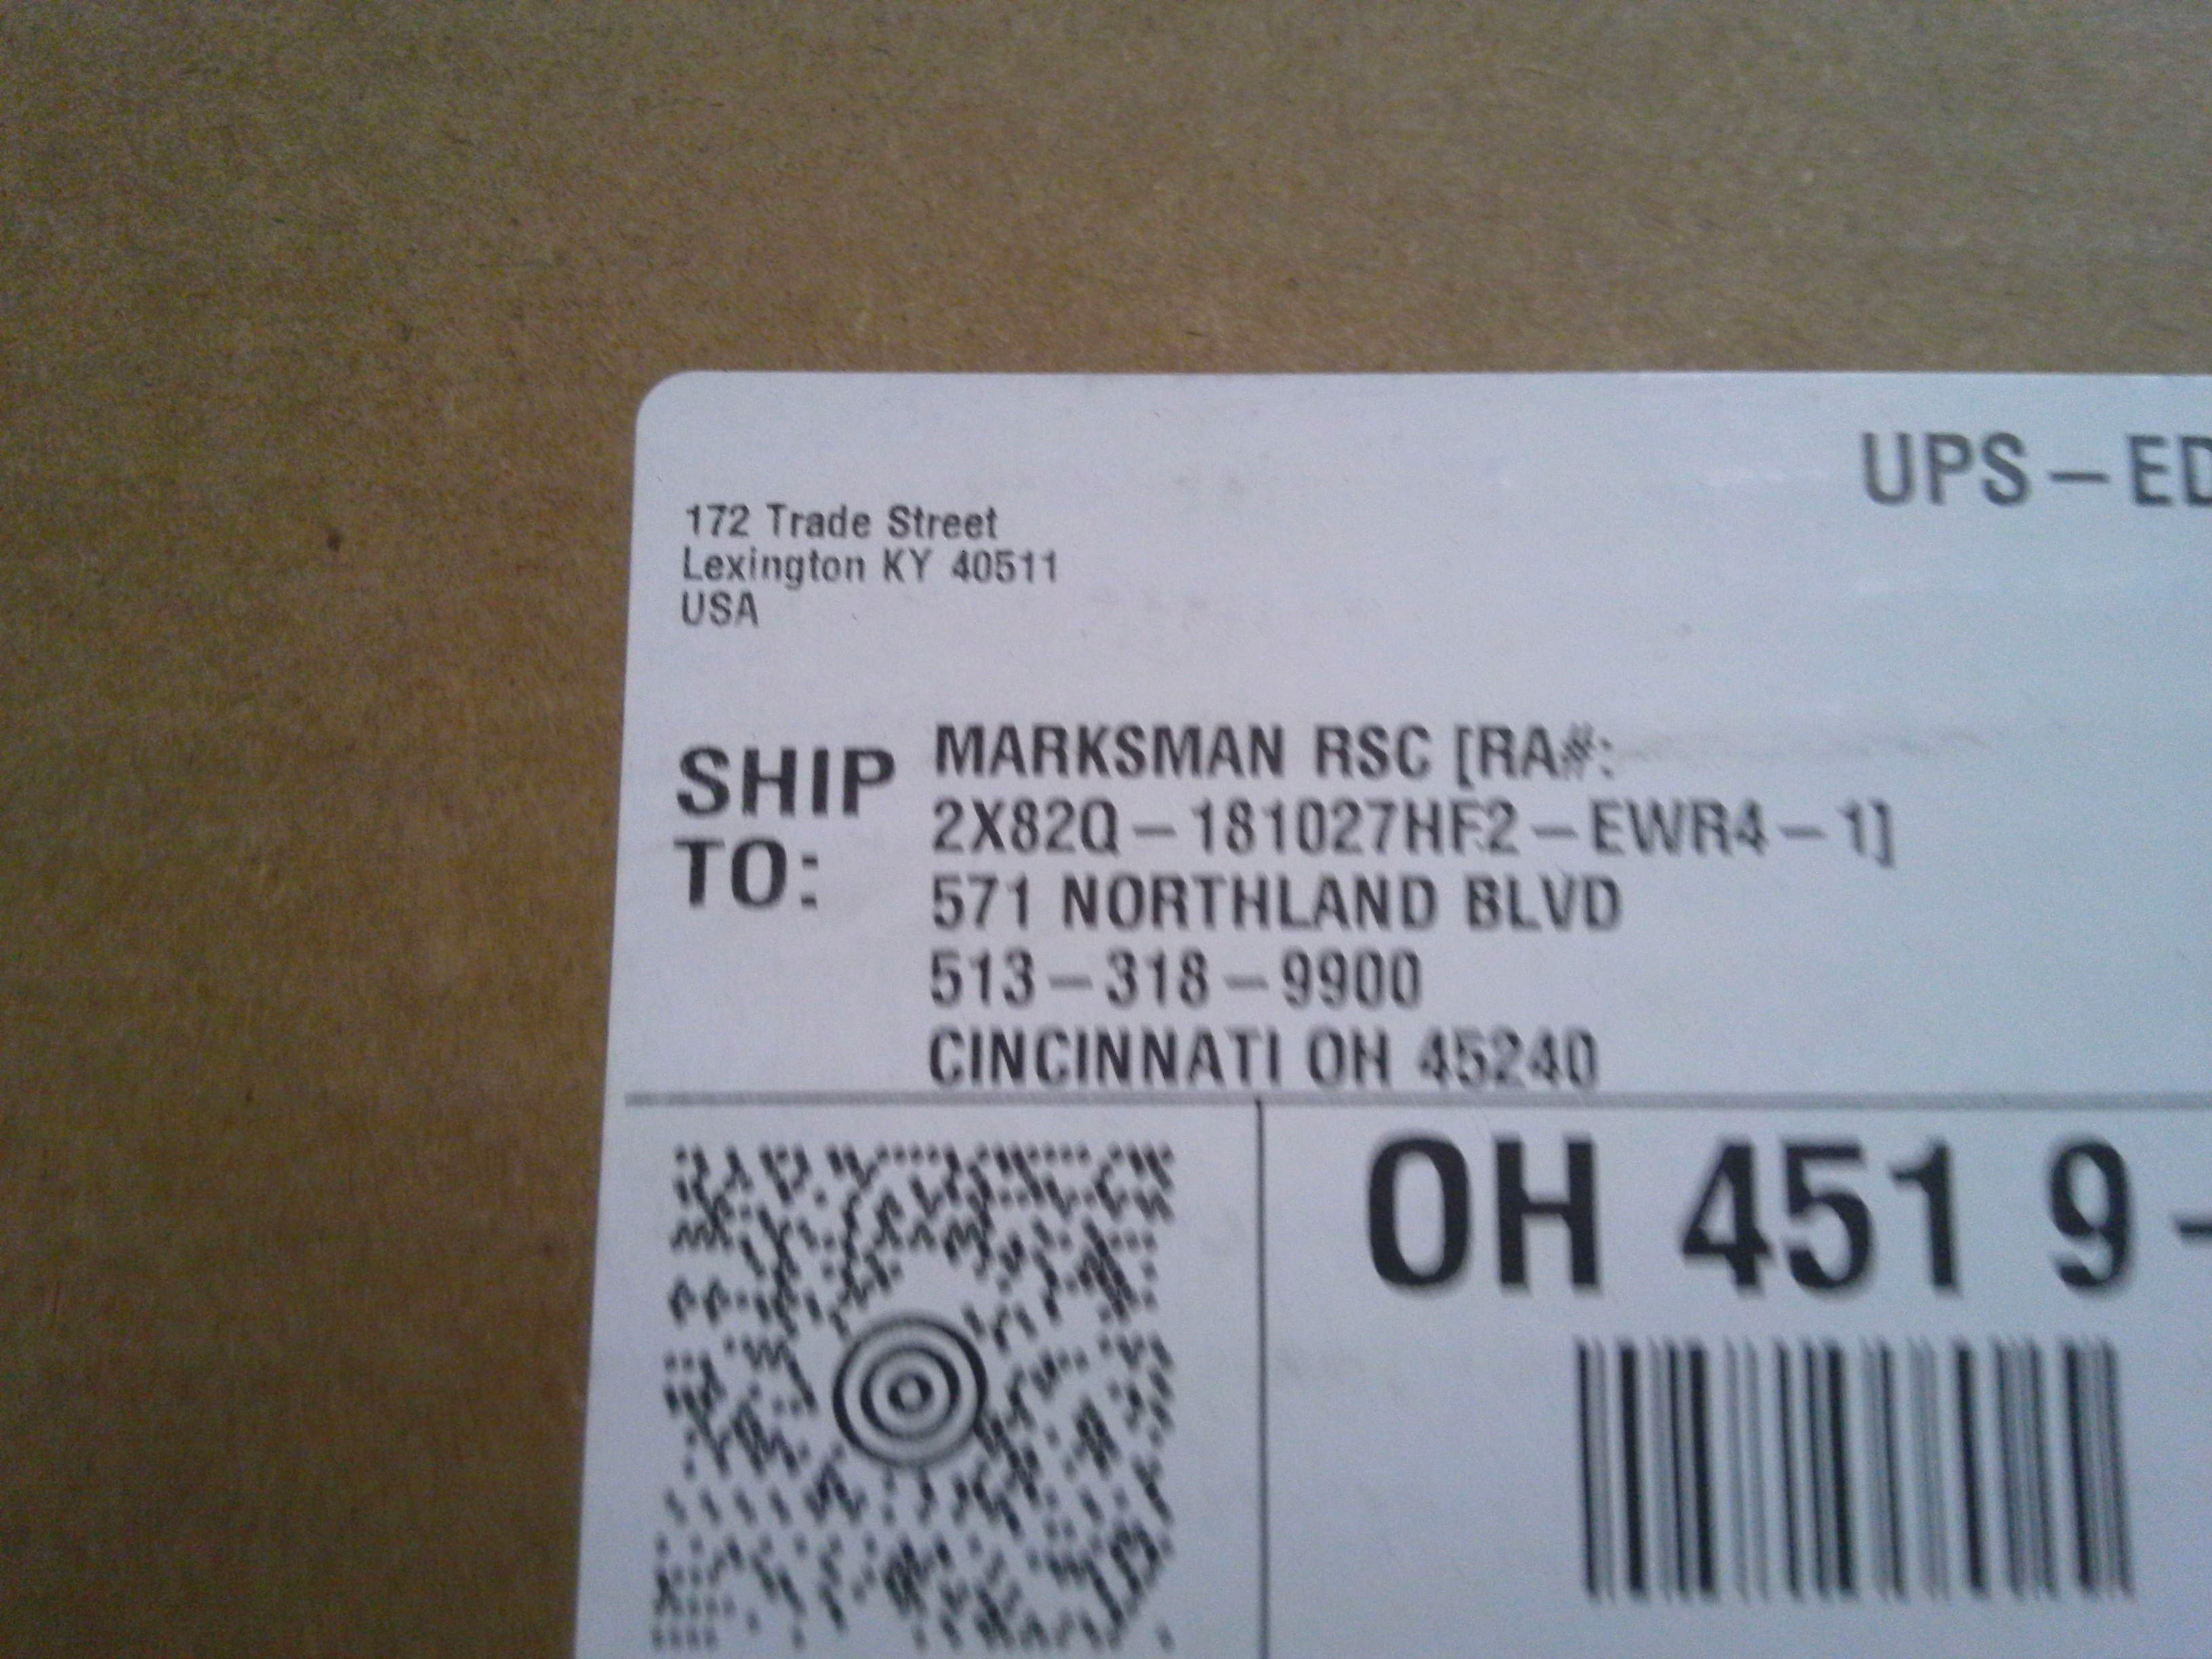 UPS - ED
172 Trade Street
Lexington KY 40511
USA
SHIP TO:
MARKSMAN RSC [RA#:
2X82Q-181027HF2-EWR4-1]
571 NORTHLAND BLVD
513-318-9900
CINCINNATI OH 45240
OH 451 9-